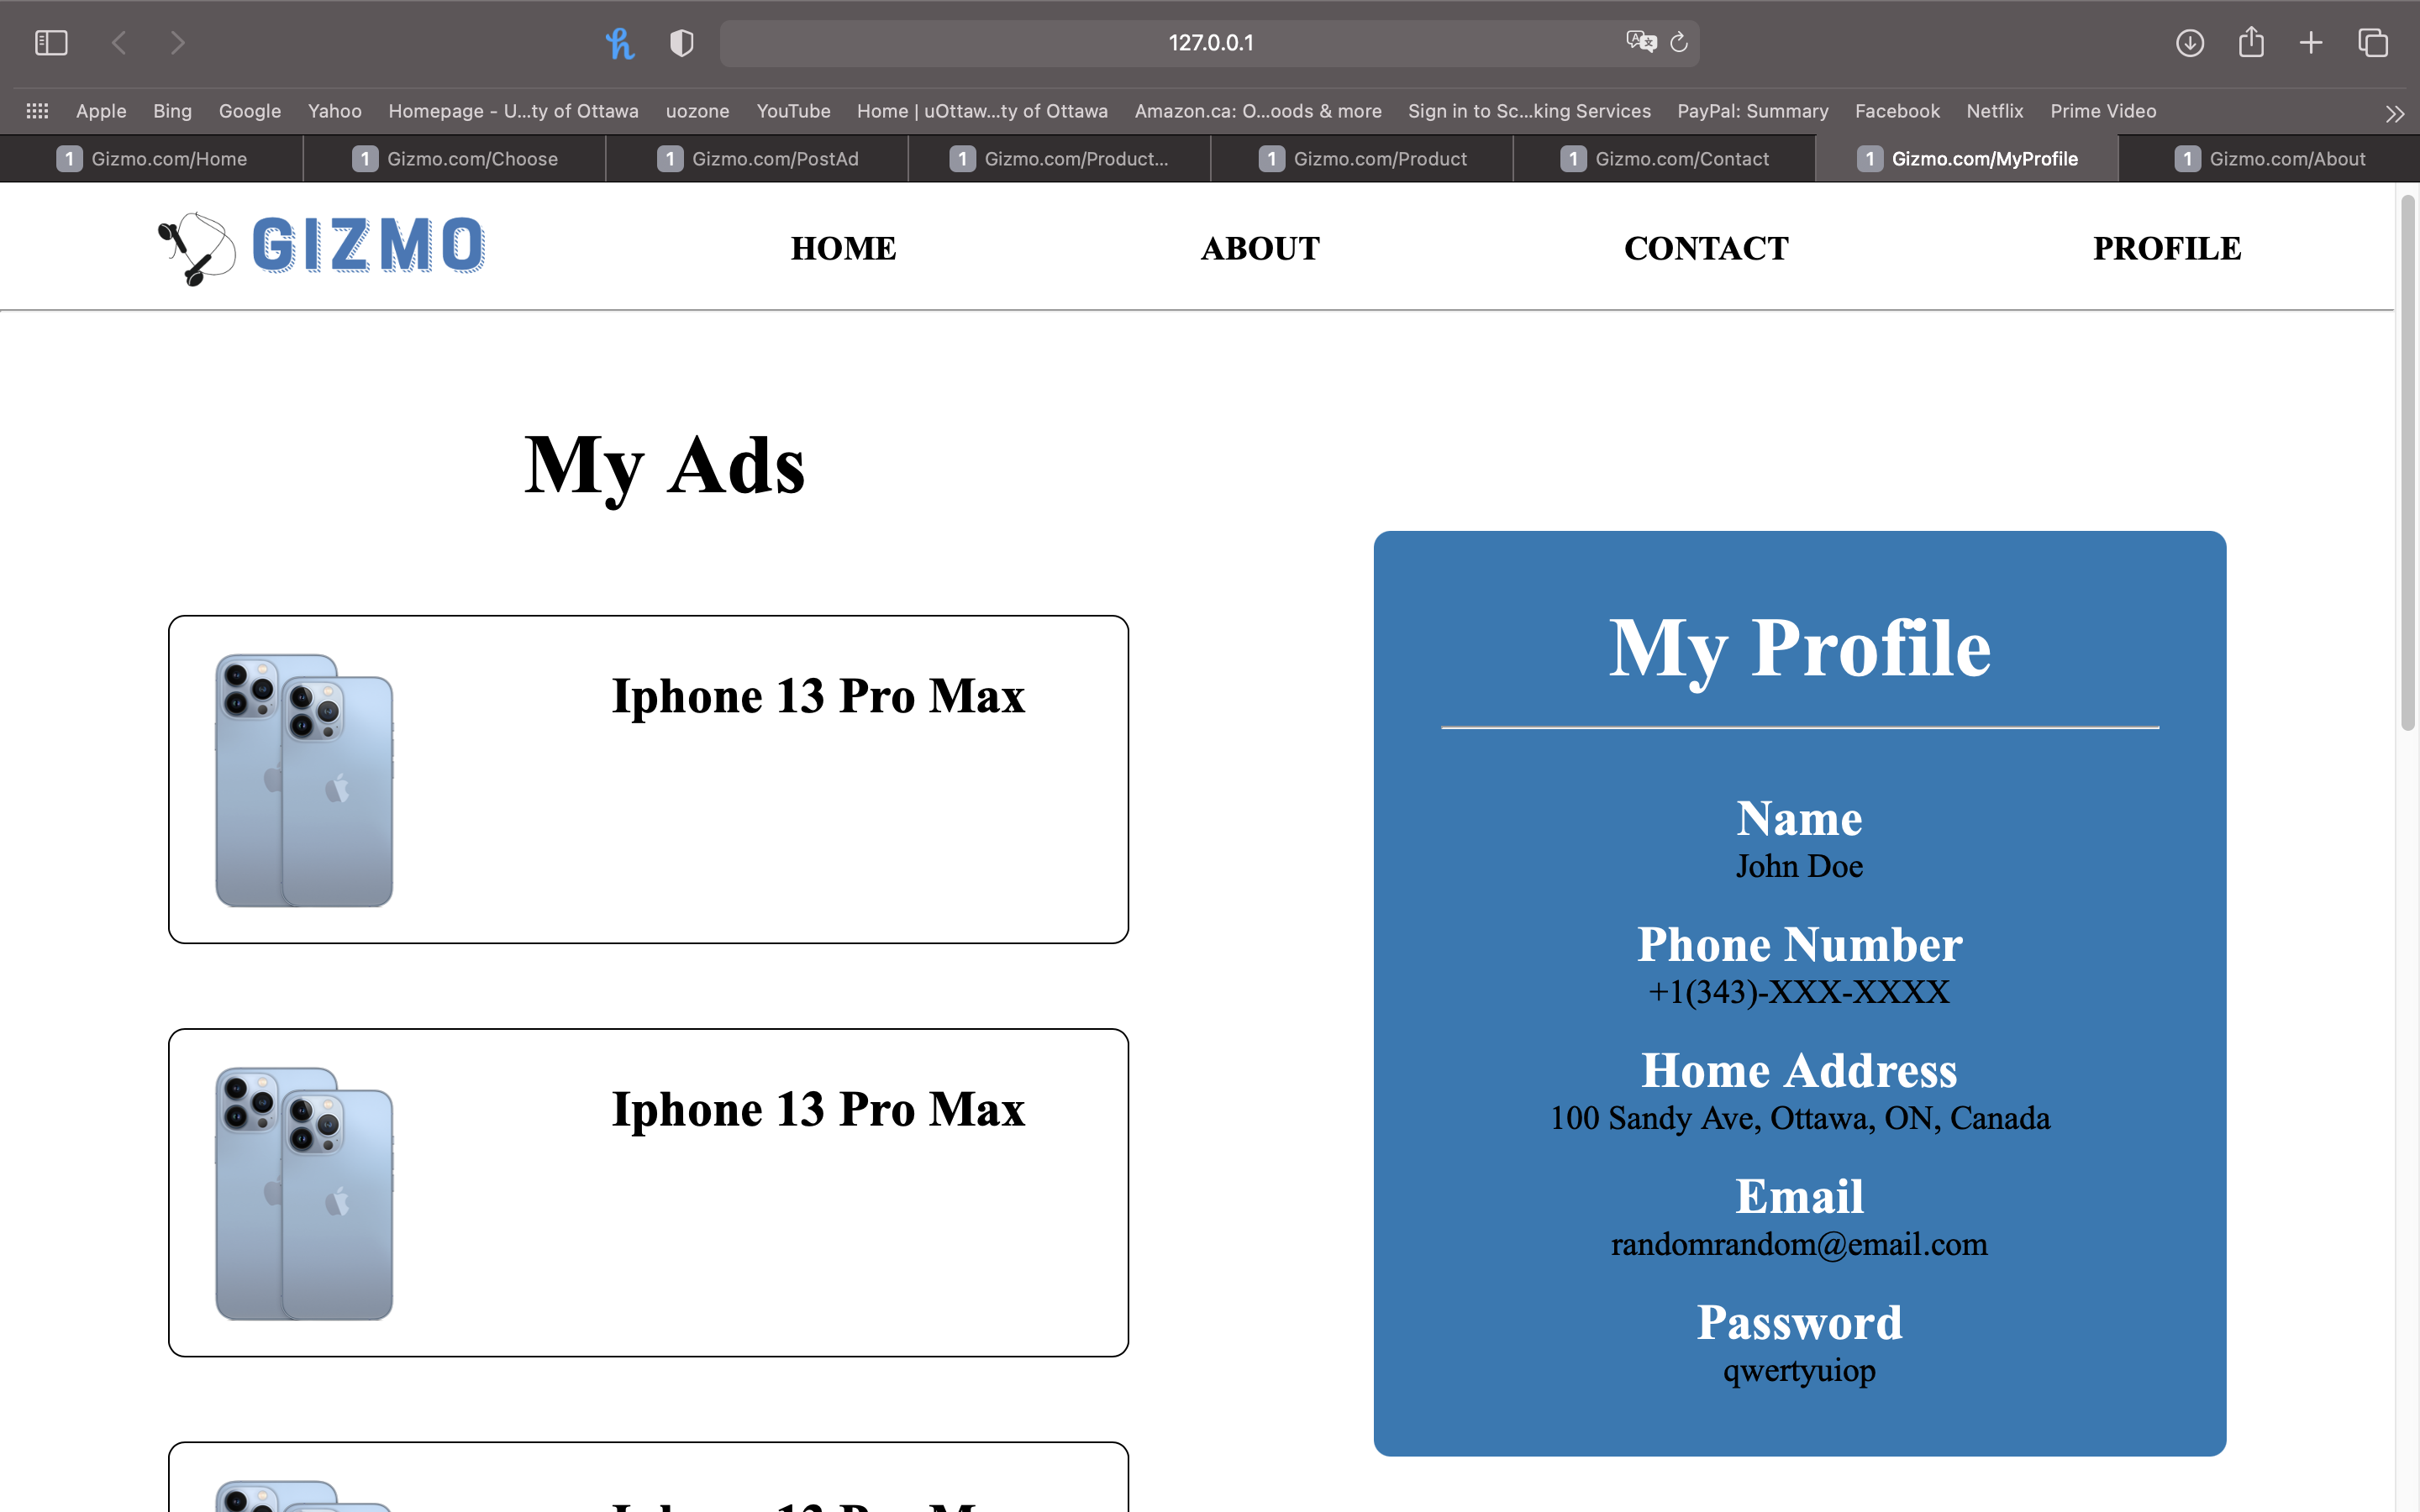 127.0.0.1
Apple Bing Google Yahoo Homepage - U...ty of Ottawa uozone YouTube Home | uOttaw...ty of Ottawa Amazon.ca: O...oods & more Sign in to Sc...king Services PayPal: Summary Facebook Netflix Prime Video
1 Gizmo.com/Home 1 Gizmo.com/Choose 1 Gizmo.com/PostAd 1 Gizmo.com/Product... 1 Gizmo.com/Product 1 Gizmo.com/Contact 1 Gizmo.com/MyProfile 1 Gizmo.com/About
GIZMO HOME ABOUT CONTACT PROFILE
My Ads
Iphone 13 Pro Max
Iphone 13 Pro Max
My Profile
Name
John Doe
Phone Number
+1(343)-XXX-XXXX
Home Address
100 Sandy Ave, Ottawa, ON, Canada
Email
randomrandom@email.com
Password
qwertyuiop